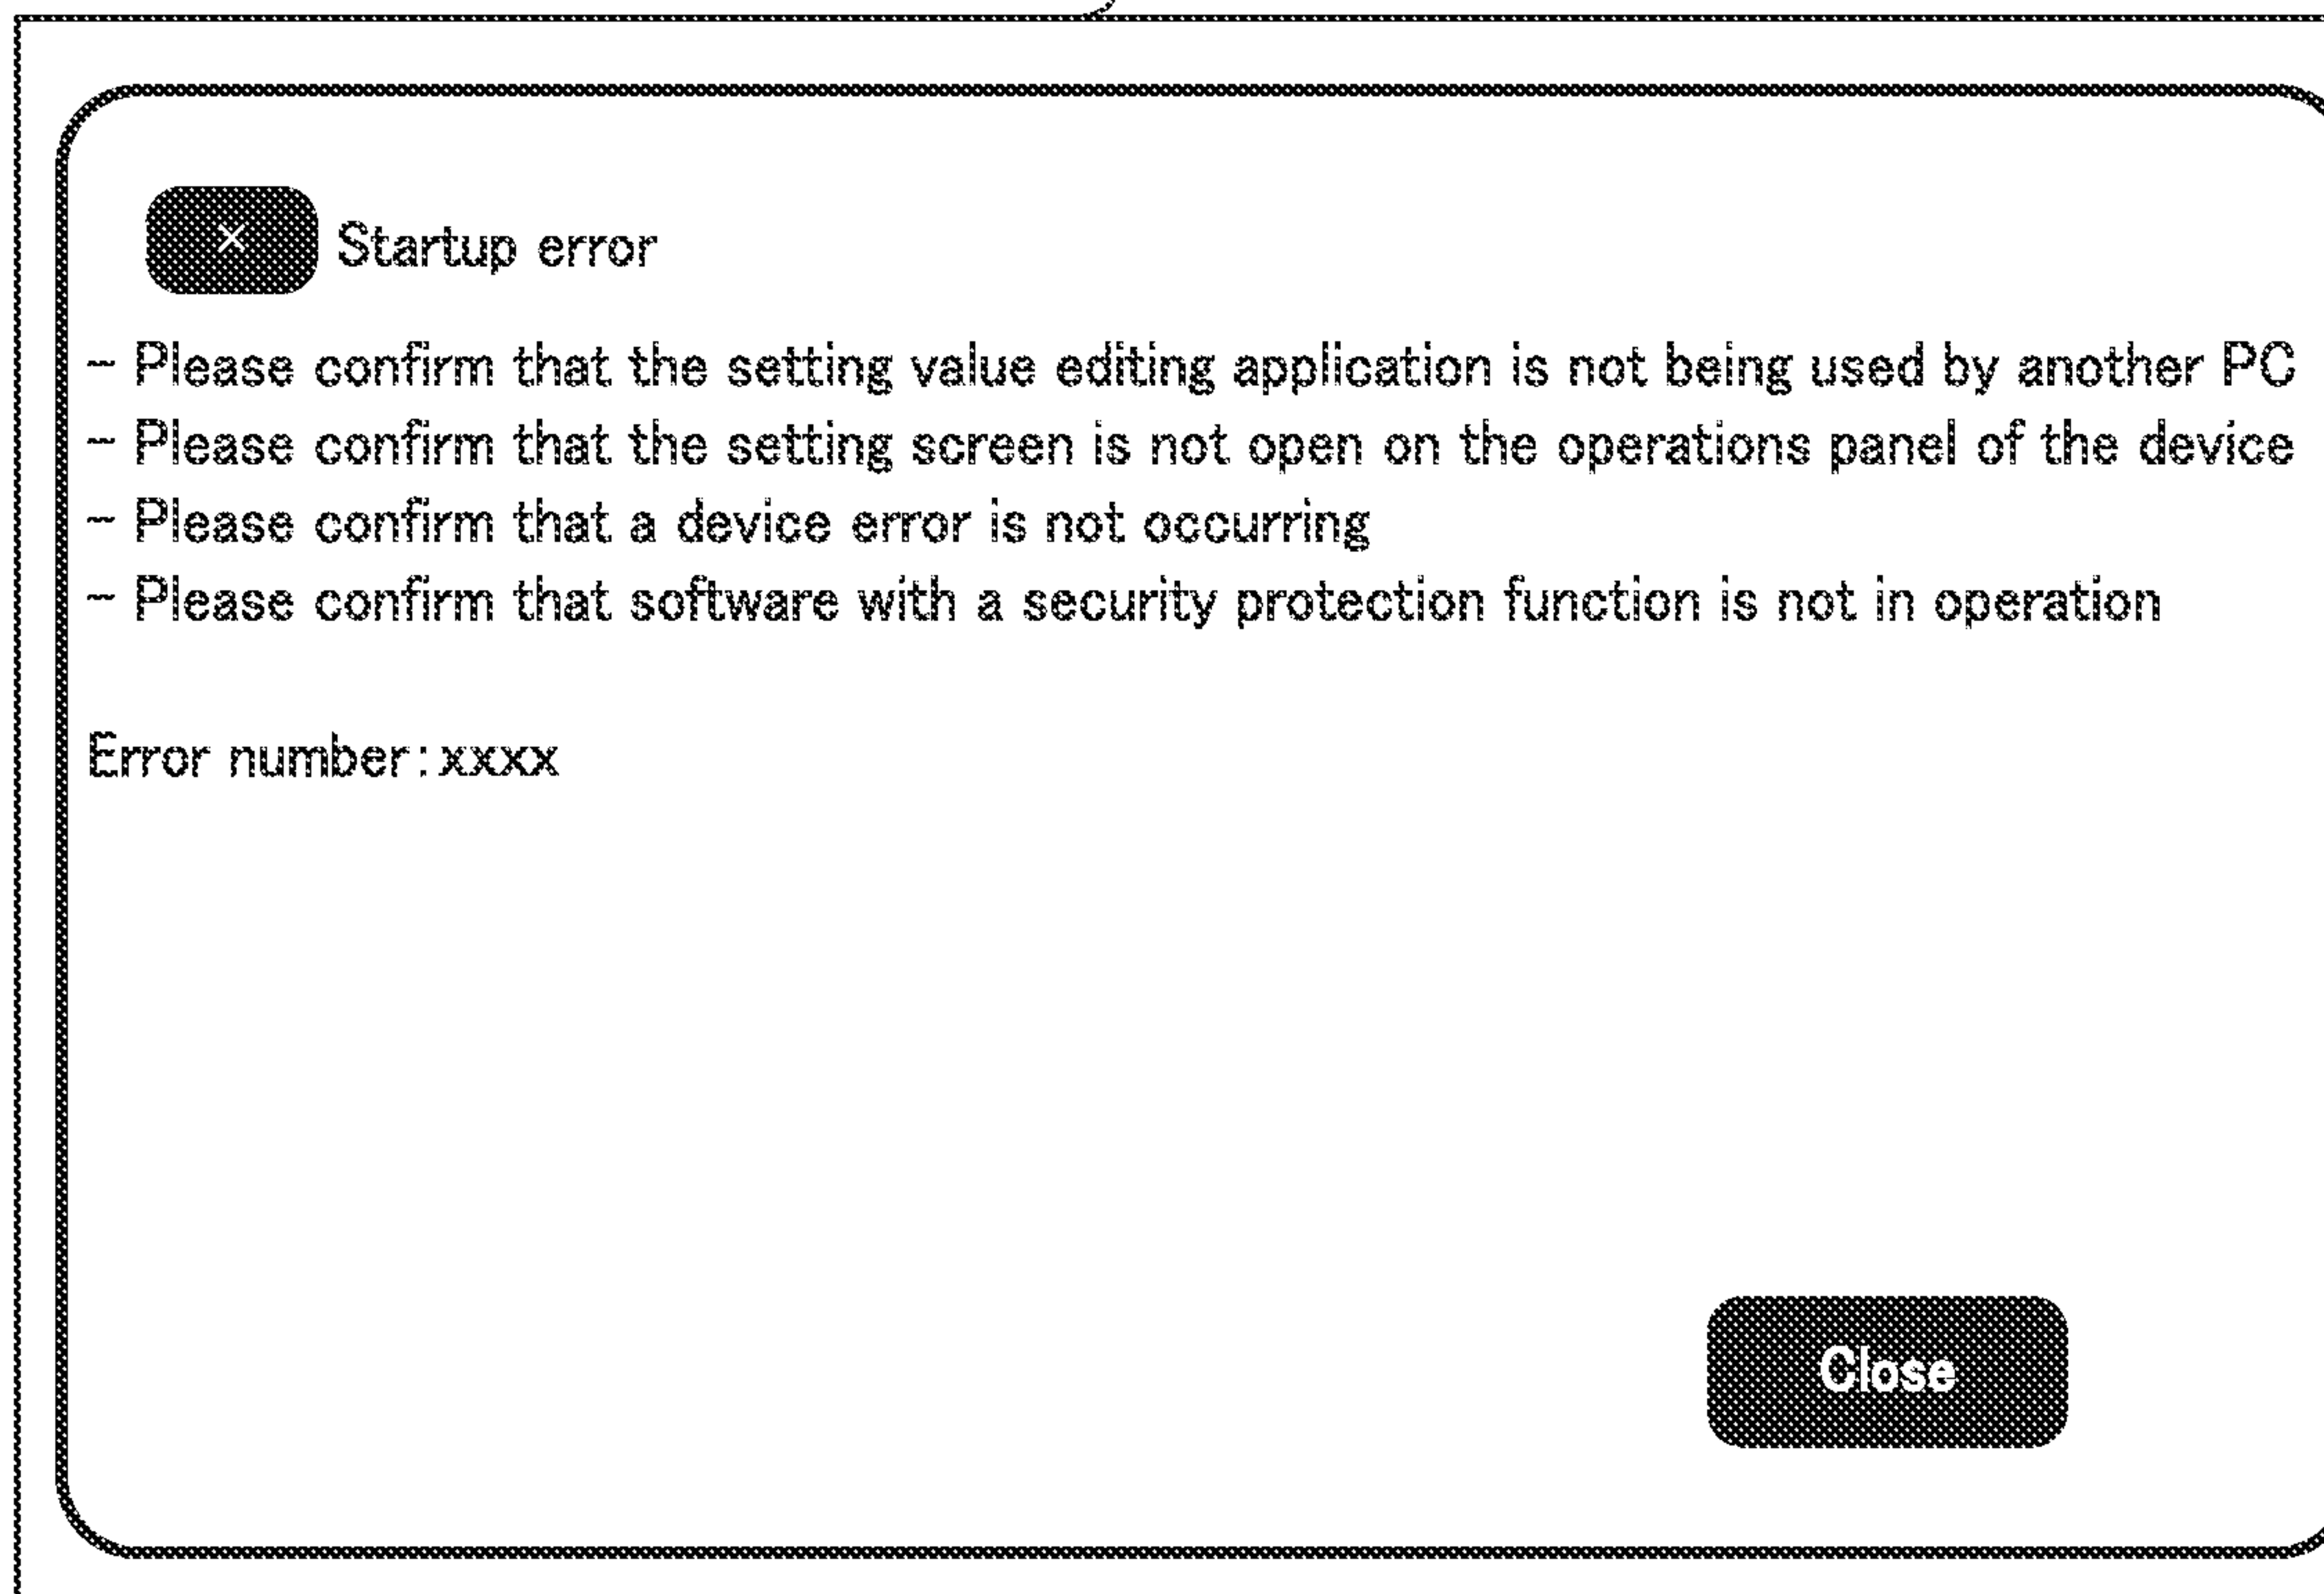 × Startup error
- Please confirm that the setting value editing application is not being used by another PC
- Please confirm that the setting screen is not open on the operations panel of the device
- Please confirm that a device error is not occurring
- Please confirm that software with a security protection function is not in operation
Error number:xxxx
Close